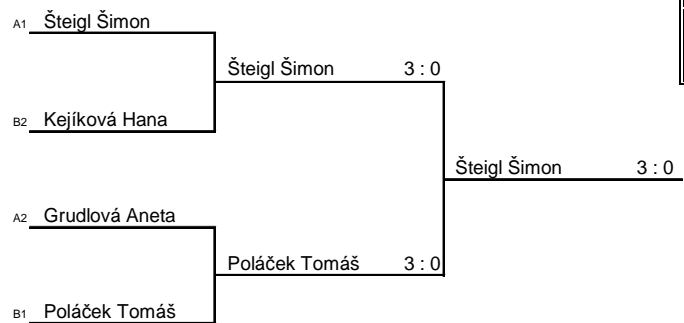 A1 Šteigl Šimon
Šteigl Šimon 3 : 0
B2 Kejíková Hana
Šteigl Šimon 3 : 0
A2 Grudlová Aneta
Poláček Tomáš 3 : 0
B1 Poláček Tomáš